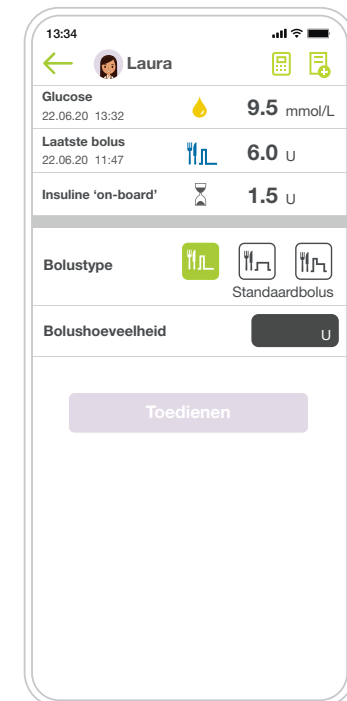 13:34
Laura
Glucose
22.06.20 13:32
9.5 mmol/L
Laatste bolus
22.06.20 11:47
6.0 U
Insuline ‘on-board’
1.5 U
Bolustype
Standaardbolus
Bolushoeveelheid
U
Toedienen